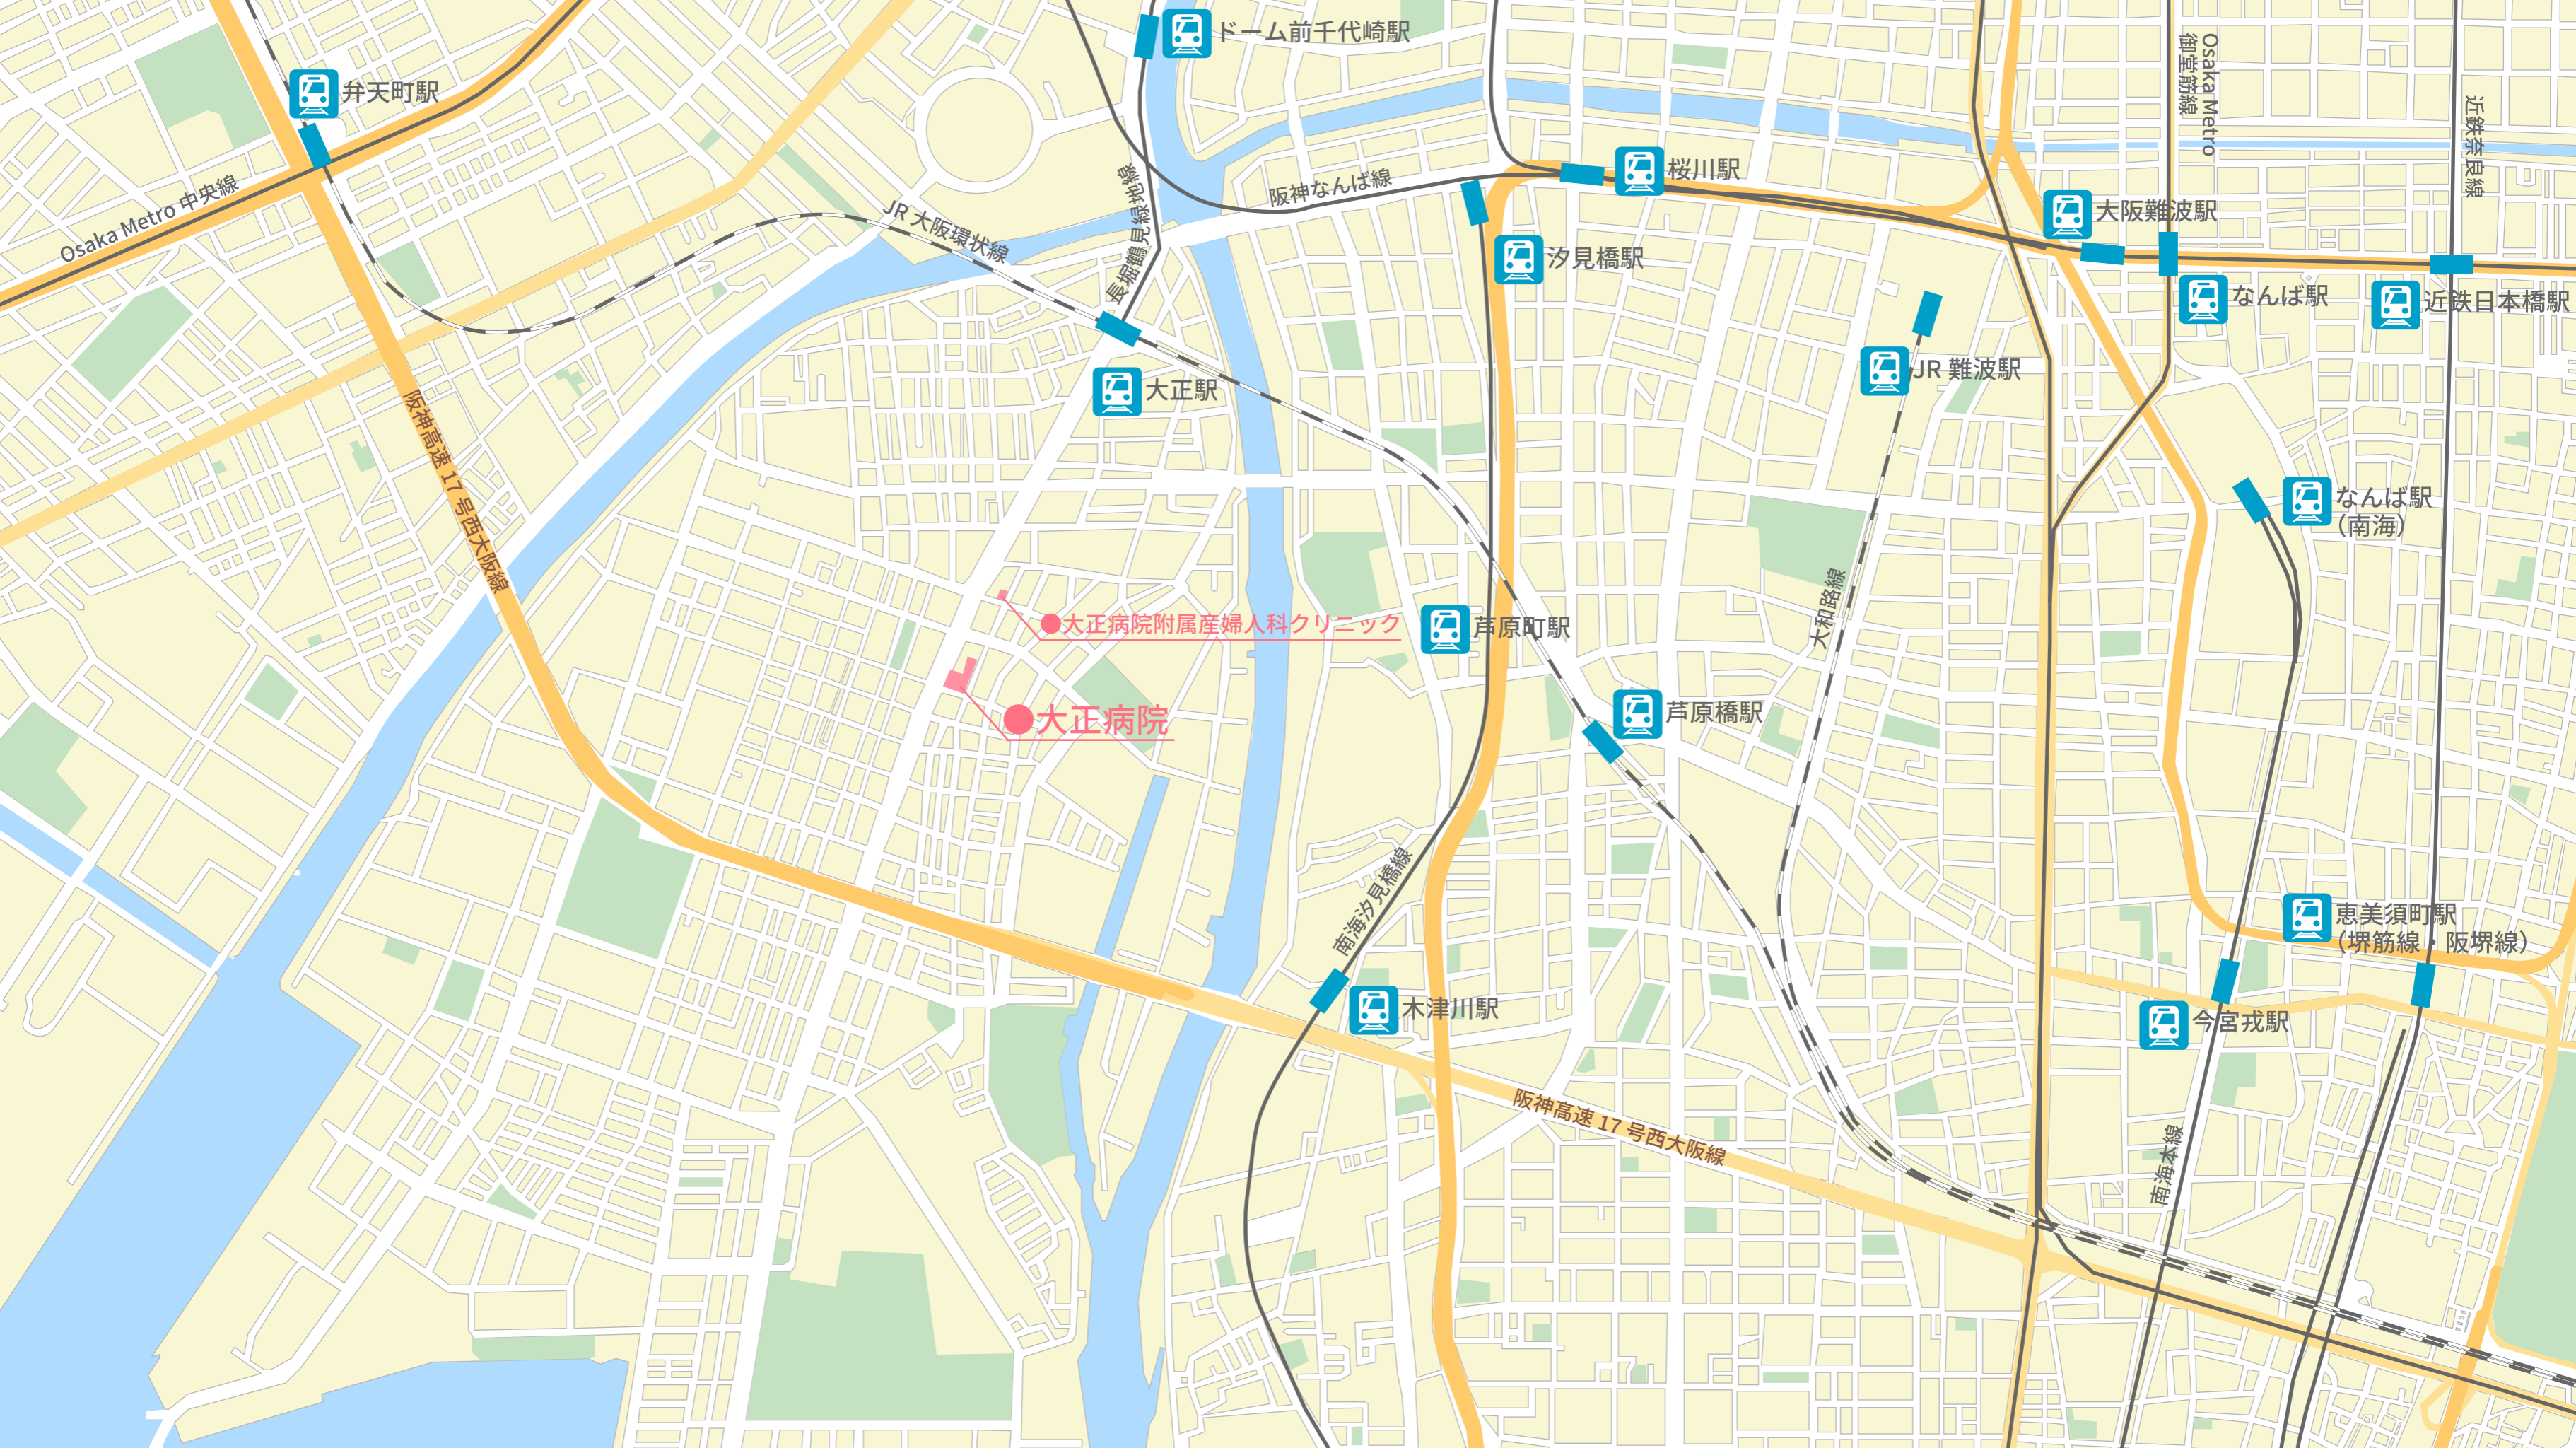 ドーム前千代崎駅
弁天町駅
Osaka Metro
御堂筋線
近鉄奈良線
桜川駅
阪神なんば線
Osaka Metro 中央線
長堀鶴見緑地線
JR 大阪環状線
大阪難波駅
汐見橋駅
なんば駅
近鉄日本橋駅
大正駅
JR 難波駅
阪神高速 17 号西大阪線
なんば駅
（南海）
大和路線
大正病院附属産婦人科クリニック
芦原町駅
大正病院
芦原橋駅
南海汐見橋線
恵美須町駅
（堺筋線・阪堺線）
木津川駅
今宮戎駅
阪神高速 17 号西大阪線
南海本線